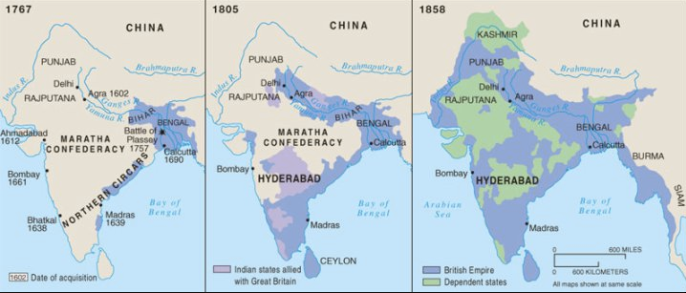 1767
CHINA
PUNJAB
Indus R.
Delhi
Brahmaputra R.
RAJPUTANA
Agra 1602
Ganges R.
Yamuna R.
BIHAR
BENGAL
Ahmadabad
1612
MARATHA
CONFEDERACY
Battle of
Plassey
1757
Calcutta
1690
Bombay
1661
NORTHERN CIRCARS
Bhatkal
1638
Madras
1639
Bay of
Bengal
1602 Date of acquisition
1805
CHINA
PUNJAB
Indus R.
Delhi
Brahmaputra R.
RAJPUTANA
Agra
BIHAR
BENGAL
MARATHA
CONFEDERACY
Calcutta
Bombay
HYDERABAD
Bay of
Bengal
Madras
CEYLON
Indian states allied
with Great Britain
1858
CHINA
KASHMIR
PUNJAB
Indus R.
Delhi
Brahmaputra R.
RAJPUTANA
Agra
Ganges R.
BENGAL
Calcutta
BURMA
Bombay
HYDERABAD
SIAM
Arabian
Sea
Bay of
Bengal
Madras
British Empire
Dependent states
0 600 MILES
0 600 KILOMETERS
All maps shown at same scale